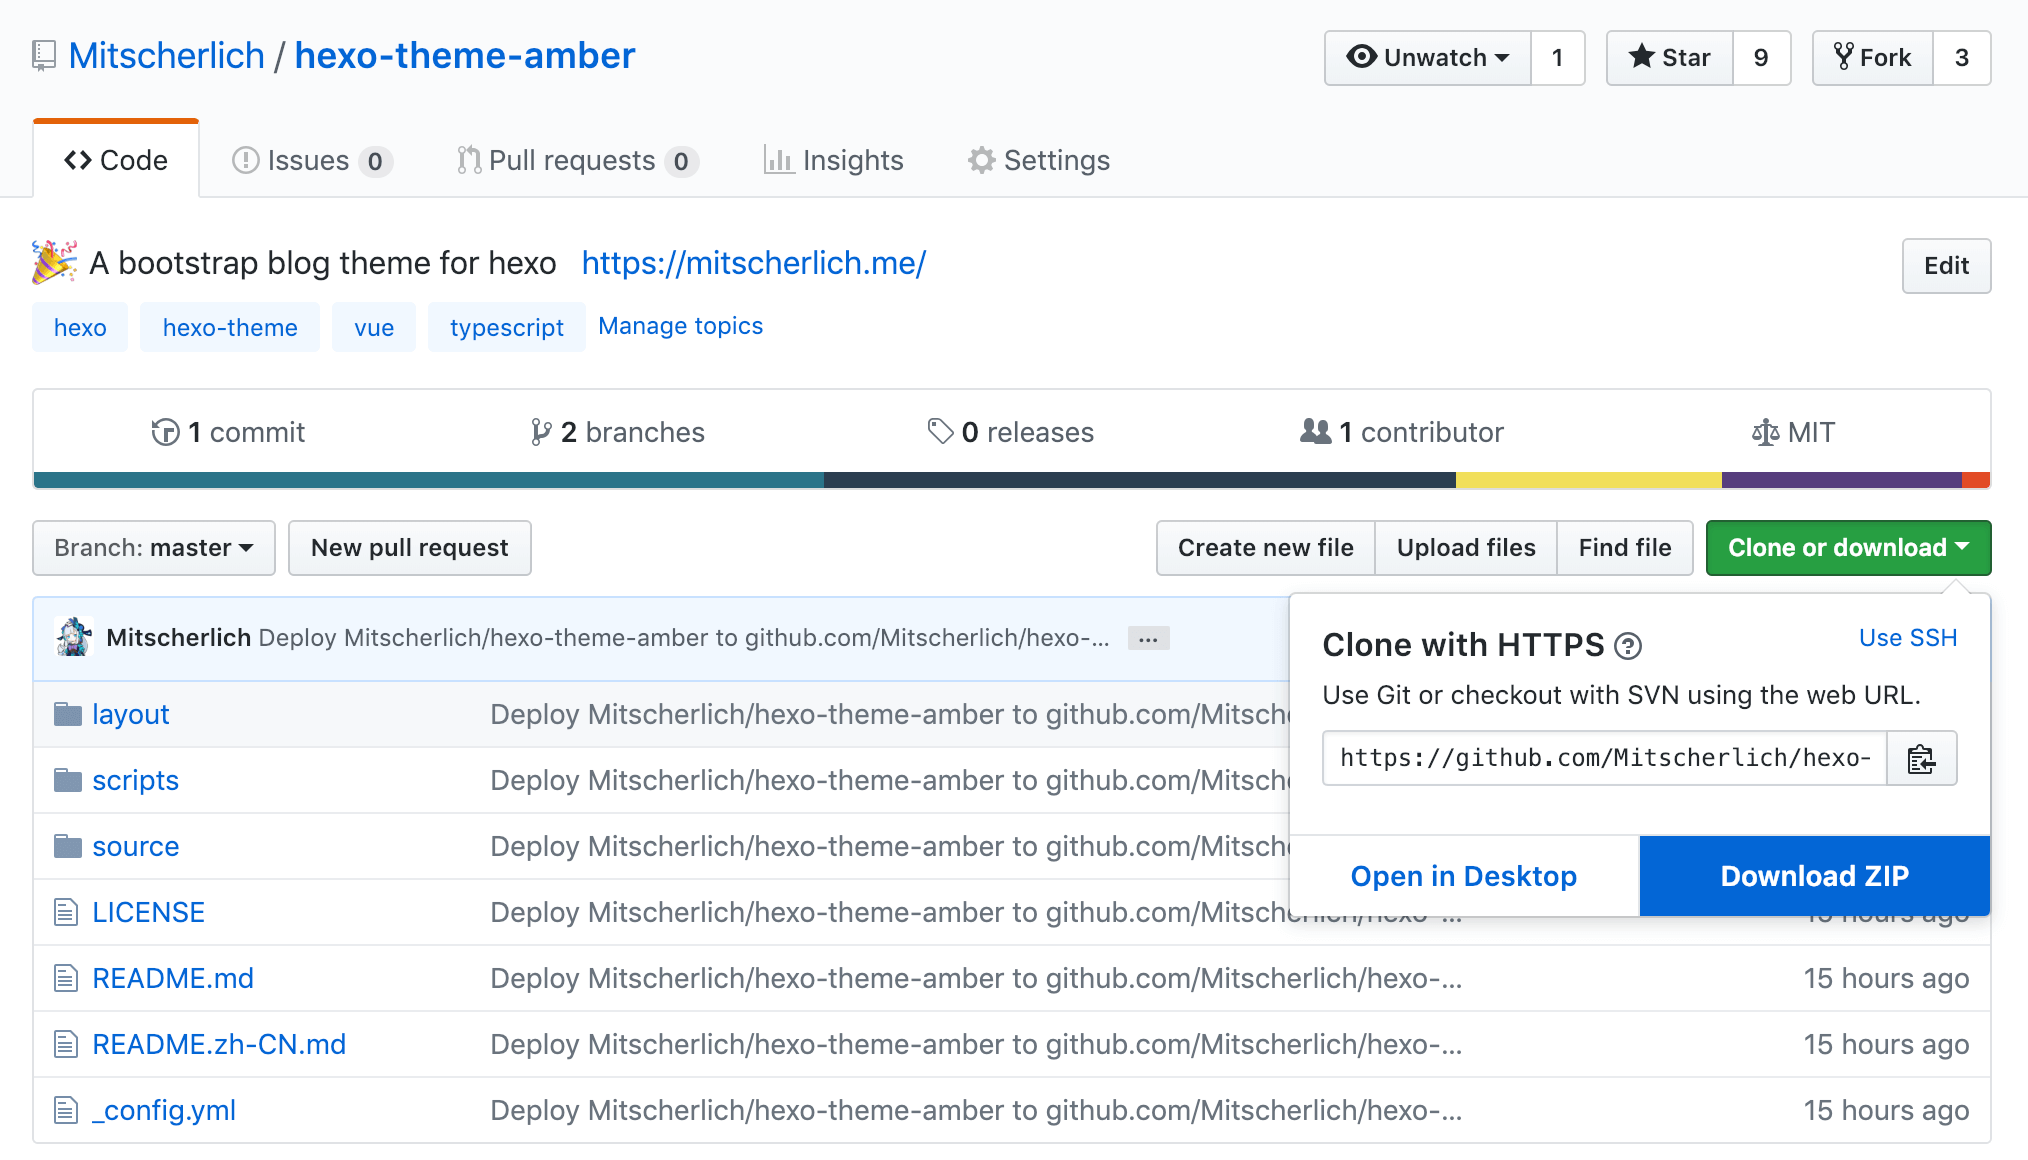 Mitscherlich / hexo-theme-amber
Unwatch 1
Star 9
Fork 3
Code
Issues 0
Pull requests 0
Insights
Settings
A bootstrap blog theme for hexo https://mitscherlich.me/
Edit
hexo
hexo-theme
vue
typescript
Manage topics
1 commit
2 branches
0 releases
1 contributor
MIT
Branch: master
New pull request
Create new file
Upload files
Find file
Clone or download
Mitscherlich Deploy Mitscherlich/hexo-theme-amber to github.com/Mitscherlich/hexo-... ...
Clone with HTTPS
Use SSH
Use Git or checkout with SVN using the web URL.
https://github.com/Mitscherlich/hexo-
Open in Desktop
Download ZIP
layout Deploy Mitscherlich/hexo-theme-amber to github.com/Mitsch
scripts Deploy Mitscherlich/hexo-theme-amber to github.com/Mitsch
source Deploy Mitscherlich/hexo-theme-amber to github.com/Mitsch
LICENSE Deploy Mitscherlich/hexo-theme-amber to github.com/Mitscherlich/hexo-... 15 hours ago
README.md Deploy Mitscherlich/hexo-theme-amber to github.com/Mitscherlich/hexo-... 15 hours ago
README.zh-CN.md Deploy Mitscherlich/hexo-theme-amber to github.com/Mitscherlich/hexo-... 15 hours ago
_config.yml Deploy Mitscherlich/hexo-theme-amber to github.com/Mitscherlich/hexo-... 15 hours ago